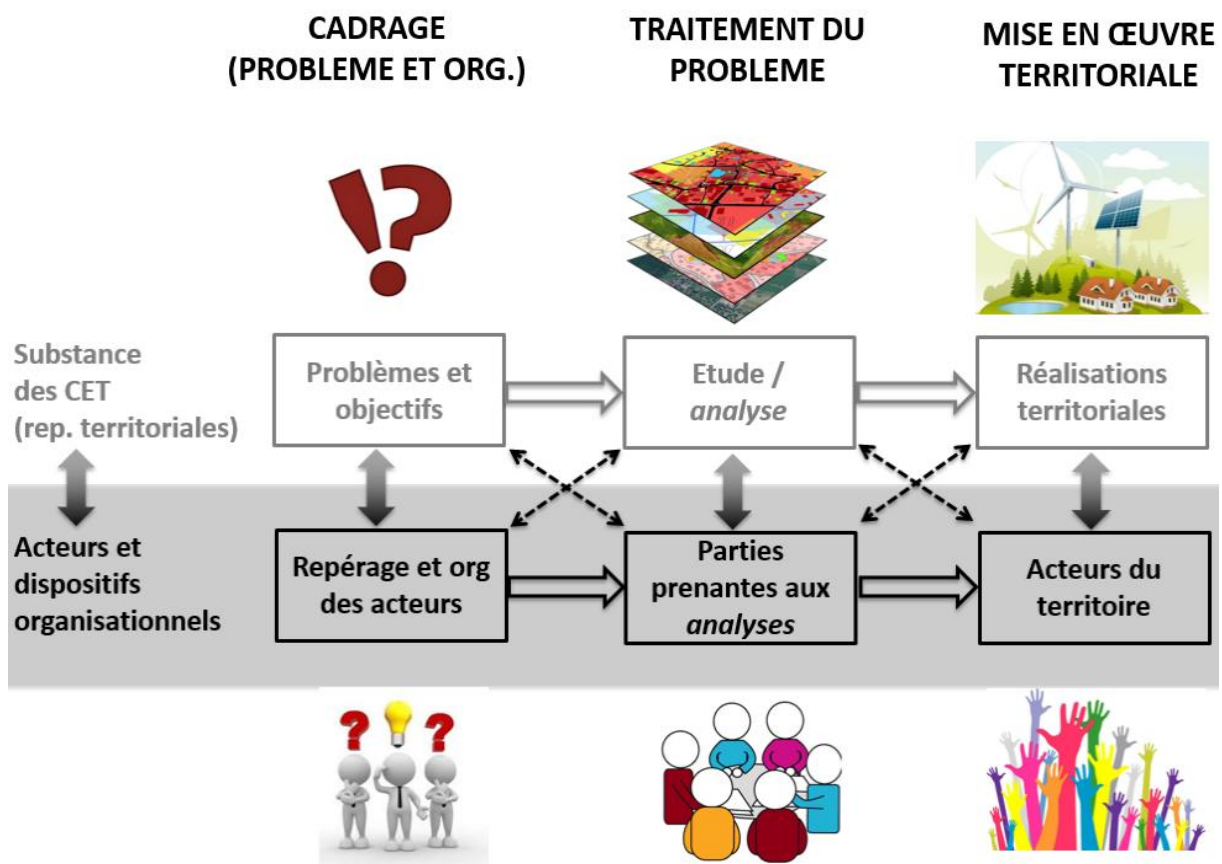 CADRAGE
(PROBLEME ET ORG.)
TRAITEMENT DU
PROBLEME
MISE EN ŒUVRE
TERRITORIALE
!?
Substance
des CET
(rep. territoriales)
Problèmes et
objectifs
Etude /
analyse
Réalisations
territoriales
Acteurs et
dispositifs
organisationnels
Repérage et org
des acteurs
Parties
prenantes aux
analyses
Acteurs du
territoire
? ?